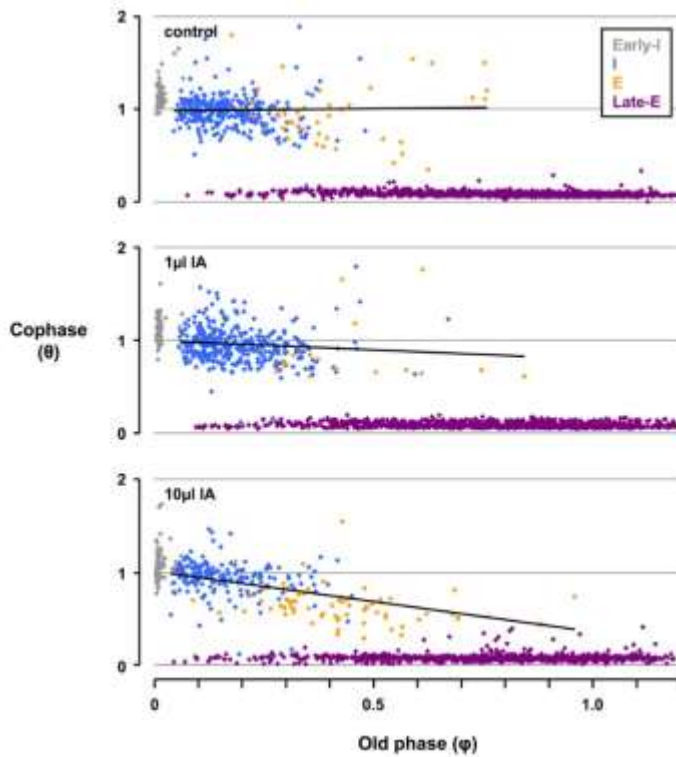 2
control
Early-I
I
E
Late-E
1
0
2
1µl IA
1
0
Cophase
(θ)
2
10µl IA
1
0
0
0.5
1.0
Old phase (φ)